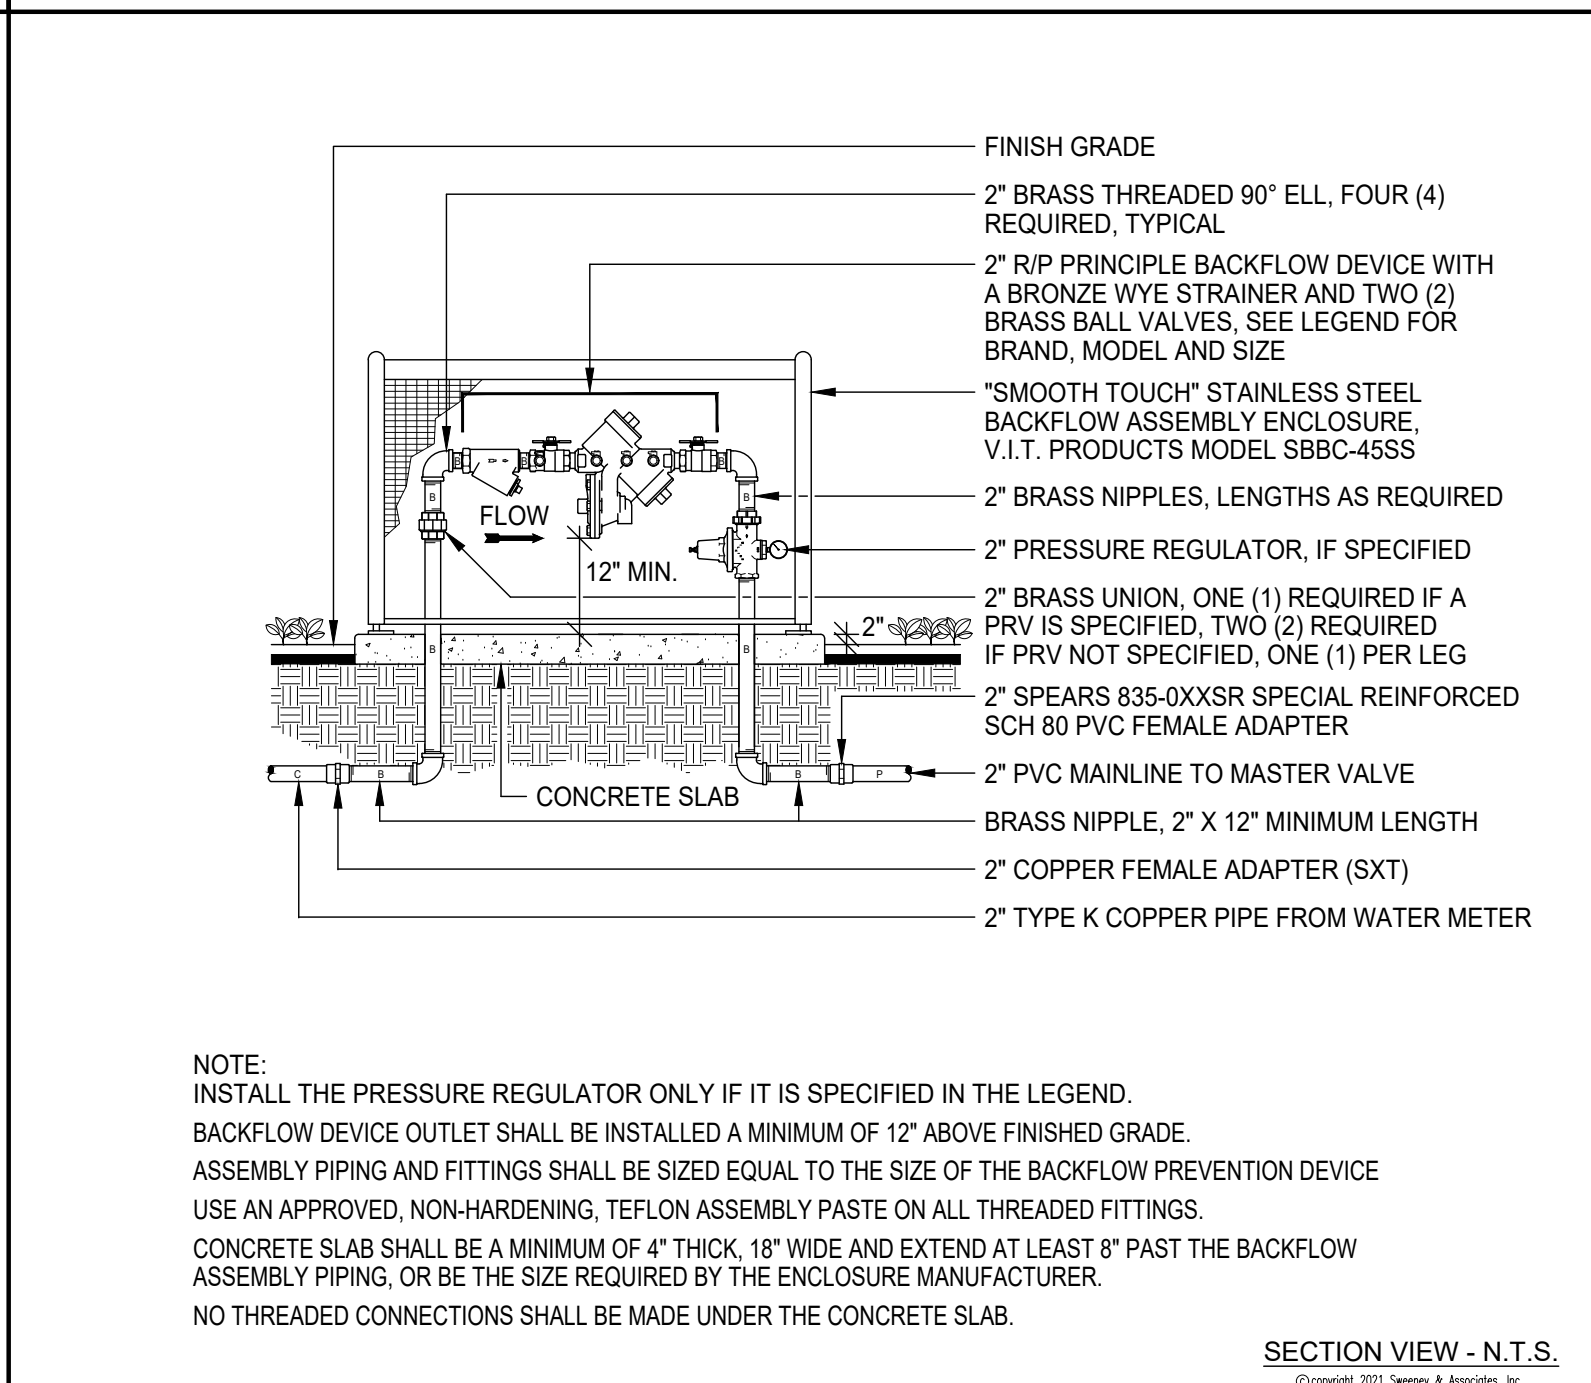 FINISH GRADE
2" BRASS THREADED 90° ELL, FOUR (4)
REQUIRED, TYPICAL
2" R/P PRINCIPLE BACKFLOW DEVICE WITH
A BRONZE WYE STRAINER AND TWO (2)
BRASS BALL VALVES, SEE LEGEND FOR
BRAND, MODEL AND SIZE
"SMOOTH TOUCH" STAINLESS STEEL
BACKFLOW ASSEMBLY ENCLOSURE,
V.I.T. PRODUCTS MODEL SBBC-45SS
B
B
B
B
B
2" BRASS NIPPLES, LENGTHS AS REQUIRED
FLOW
2" PRESSURE REGULATOR, IF SPECIFIED
12" MIN.
2" BRASS UNION, ONE (1) REQUIRED IF A
PRV IS SPECIFIED, TWO (2) REQUIRED
IF PRV NOT SPECIFIED, ONE (1) PER LEG
2"
B
B
2" SPEARS 835-0XXSR SPECIAL REINFORCED
SCH 80 PVC FEMALE ADAPTER
C
B
B
P
2" PVC MAINLINE TO MASTER VALVE
CONCRETE SLAB
BRASS NIPPLE, 2" X 12" MINIMUM LENGTH
2" COPPER FEMALE ADAPTER (SXT)
2" TYPE K COPPER PIPE FROM WATER METER
NOTE:
INSTALL THE PRESSURE REGULATOR ONLY IF IT IS SPECIFIED IN THE LEGEND.
BACKFLOW DEVICE OUTLET SHALL BE INSTALLED A MINIMUM OF 12" ABOVE FINISHED GRADE.
ASSEMBLY PIPING AND FITTINGS SHALL BE SIZED EQUAL TO THE SIZE OF THE BACKFLOW PREVENTION DEVICE
USE AN APPROVED, NON-HARDENING, TEFLON ASSEMBLY PASTE ON ALL THREADED FITTINGS.
CONCRETE SLAB SHALL BE A MINIMUM OF 4" THICK, 18" WIDE AND EXTEND AT LEAST 8" PAST THE BACKFLOW
ASSEMBLY PIPING, OR BE THE SIZE REQUIRED BY THE ENCLOSURE MANUFACTURER.
NO THREADED CONNECTIONS SHALL BE MADE UNDER THE CONCRETE SLAB.
SECTION VIEW - N.T.S.
©copyright 2021 Sweeney & Associates, Inc.